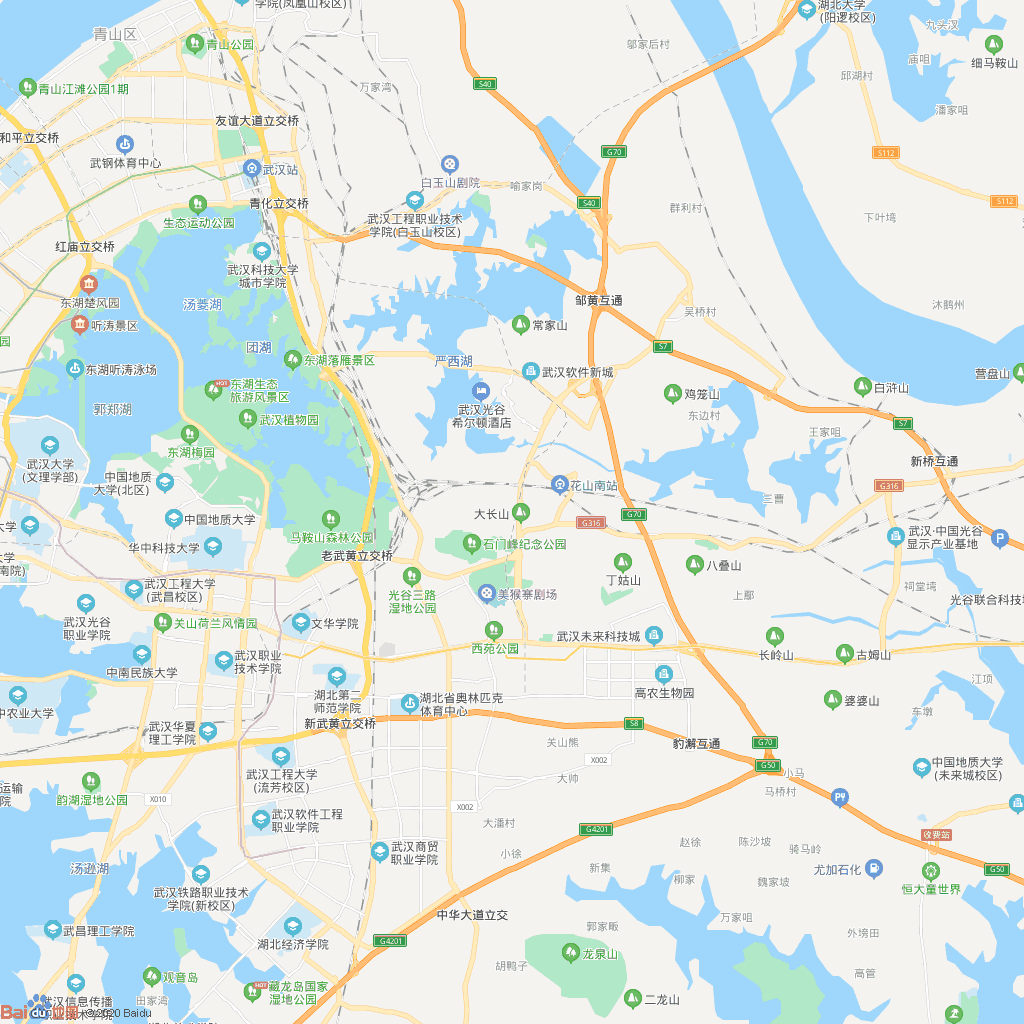 学院(凤凰山校区)
湖北大学
(阳逻校区)
九头汊
青山区
青山公园
邬家后村
庙咀
细马鞍山
S40
邱湖村
万家湾
青山江滩公园1期
潘家咀
友谊大道立交桥
和平立交桥
武钢体育中心
G70
S112
武汉站
白玉山剧院
喻家岗
S40
S112
青化立交桥
生态运动公园
武汉工程职业技术
学院(白玉山校区)
群利村
下叶塆
红庙立交桥
武汉科技大学
城市学院
东湖楚风园
汤菱湖
邹黄互通
沐鹅州
吴桥村
听涛景区
常家山
园
团湖
S7
东湖落雁景区
严西湖
东湖听涛泳场
武汉软件新城
营盘山
东湖生态
旅游风景区
HOT
白浒山
鸡笼山
郭郑湖
武汉光谷
希尔顿酒店
东边村
武汉植物园
S7
王家咀
东湖梅园
武汉大学
(文理学部)
新桥互通
中国地质
大学(北区)
花山南站
G316
三曹
大长山
G70
中国地质大学
大学
G316
马鞍山森林公园
武汉·中国光谷
显示产业基地
华中科技大学
石门峰纪念公园
老武黄立交桥
八叠山
南院)
丁姑山
光谷三路
湿地公园
武汉工程大学
(武昌校区)
美猴寨剧场
上鄢
祠堂塆
光谷联合科技城
武汉光谷
职业学院
关山荷兰风情园
文华学院
武汉未来科技城
西苑公园
长岭山
古姆山
武汉职业
技术学院
中南民族大学
湖北第二
师范学院
高农生物园
江项
湖北省奥林匹克
体育中心
婆婆山
中农业大学
车墩
新武黄立交桥
S8
武汉华夏
理工学院
关山熊
豹澥互通
G70
X002
G50
武汉工程大学
(流芳校区)
大帅
小马
中国地质大学
(未来城校区)
马桥村
运输
院
韵湖湿地公园
X010
X002
武汉软件工程
职业学院
大潘村
G4201
收费站
赵徐
陈沙坡
骑马岭
武汉商贸
职业学院
小徐
新集
尤加石化
G50
汤逊湖
柳家
魏家坡
恒大童世界
武汉铁路职业技术
学院(新校区)
中华大道立交
万家咀
武昌理工学院
郭家畈
外塝田
湖北经济学院
G4201
龙泉山
胡鸭子
高管
观音岛
武汉信息传播
职业技术学院
HOT
藏龙岛国家
湿地公园
田家湾
二龙山
Bai du 地图
© 2020 Baidu